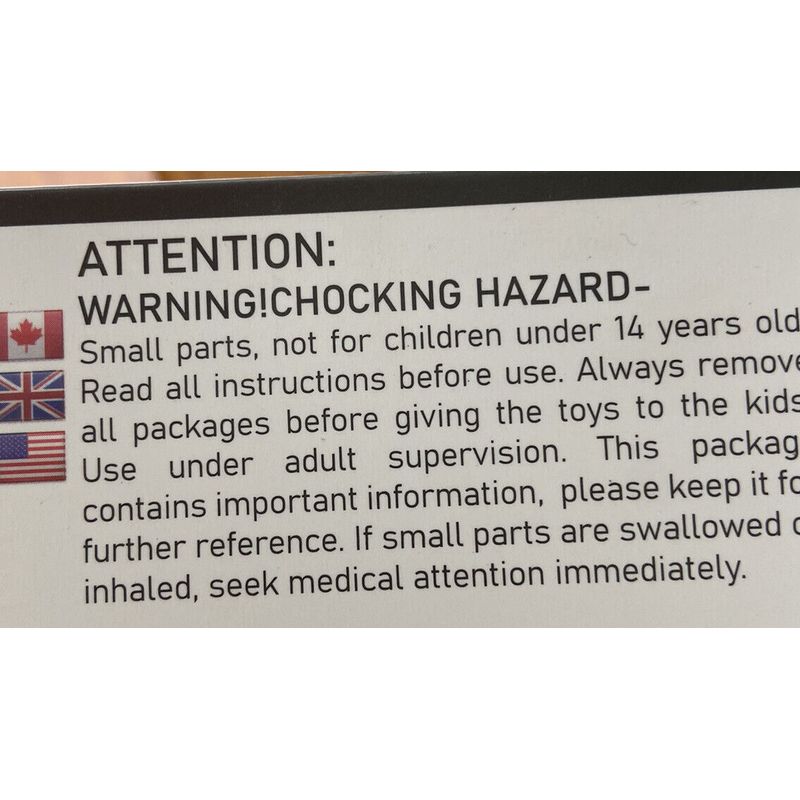 ATTENTION:
WARNING!CHOCKING HAZARD-
Small parts, not for children under 14 years old
Read all instructions before use. Always remove
all packages before giving the toys to the kids
Use under adult supervision. This packag
contains important information, please keep it fo
further reference. If small parts are swallowed o
inhaled, seek medical attention immediately.